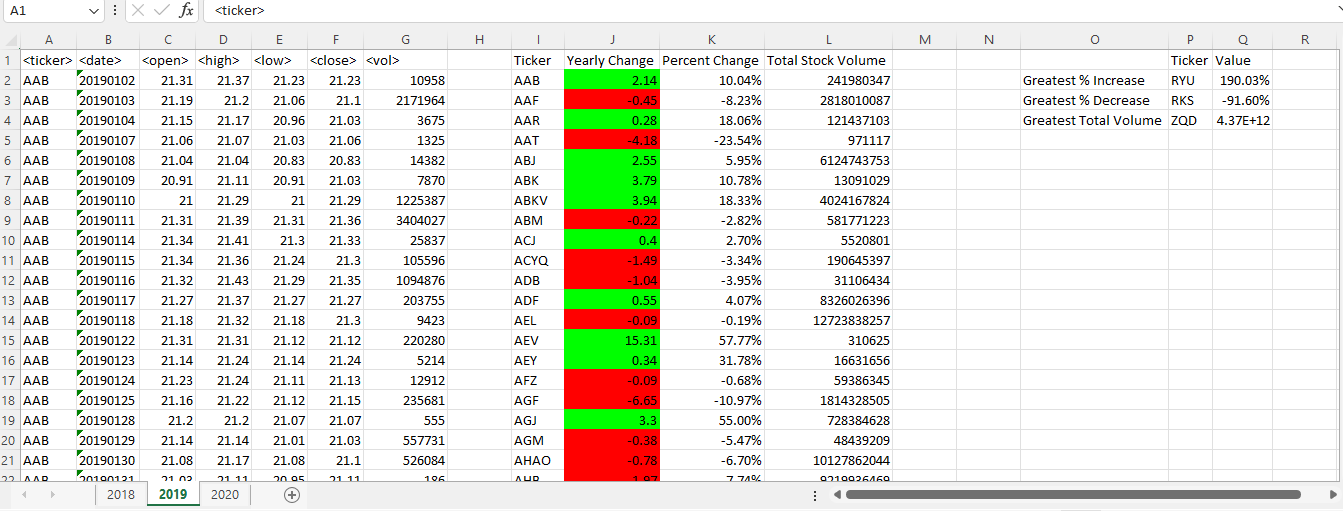 A1 fx <ticker>
A B C D E F G H I J K L M N O P Q R
1 <ticker> <date> <open> <high> <low> <close> <vol> Ticker Yearly Change Percent Change Total Stock Volume Ticker Value
2 AAB 20190102 21.31 21.37 21.23 21.23 10958 AAB 2.14 10.04% 241980347 Greatest % Increase RYU 190.03%
3 AAB 20190103 21.19 21.2 21.06 21.1 2171964 AAF -0.45 -8.23% 2818010087 Greatest % Decrease RKS -91.60%
4 AAB 20190104 21.15 21.17 20.96 21.03 3675 AAR 0.28 18.06% 121437103 Greatest Total Volume ZQD 4.37E+12
5 AAB 20190107 21.06 21.07 21.03 21.06 1325 AAT -4.18 -23.54% 971117
6 AAB 20190108 21.04 21.04 20.83 20.83 14382 ABJ 2.55 5.95% 6124743753
7 AAB 20190109 20.91 21.11 20.91 21.03 7870 ABK 3.79 10.78% 13091029
8 AAB 20190110 21 21.29 21 21.29 1225387 ABKV 3.94 18.33% 4024167824
9 AAB 20190111 21.31 21.39 21.31 21.36 3404027 ABM -0.22 -2.82% 581771223
10 AAB 20190114 21.34 21.41 21.3 21.33 25837 ACJ 0.4 2.70% 5520801
11 AAB 20190115 21.34 21.36 21.24 21.3 105596 ACYQ -1.49 -3.34% 190645397
12 AAB 20190116 21.32 21.43 21.29 21.35 1094876 ADB -1.04 -3.95% 31106434
13 AAB 20190117 21.27 21.37 21.27 21.27 203755 ADF 0.55 4.07% 8326026396
14 AAB 20190118 21.18 21.32 21.18 21.3 9423 AEL -0.09 -0.19% 12723838257
15 AAB 20190122 21.31 21.31 21.12 21.12 220280 AEV 15.31 57.77% 310625
16 AAB 20190123 21.14 21.24 21.14 21.24 5214 AEY 0.34 31.78% 16631656
17 AAB 20190124 21.23 21.24 21.11 21.13 12912 AFZ -0.09 -0.68% 59386345
18 AAB 20190125 21.16 21.22 21.12 21.15 235681 AGF -6.65 -10.97% 1814328505
19 AAB 20190128 21.2 21.2 21.07 21.07 555 AGJ 3.3 55.00% 728384628
20 AAB 20190129 21.14 21.14 21.01 21.03 557731 AGM -0.38 -5.47% 48439209
21 AAB 20190130 21.08 21.17 21.08 21.1 526084 AHAO -0.78 -6.70% 10127862044
2018 2019 2020